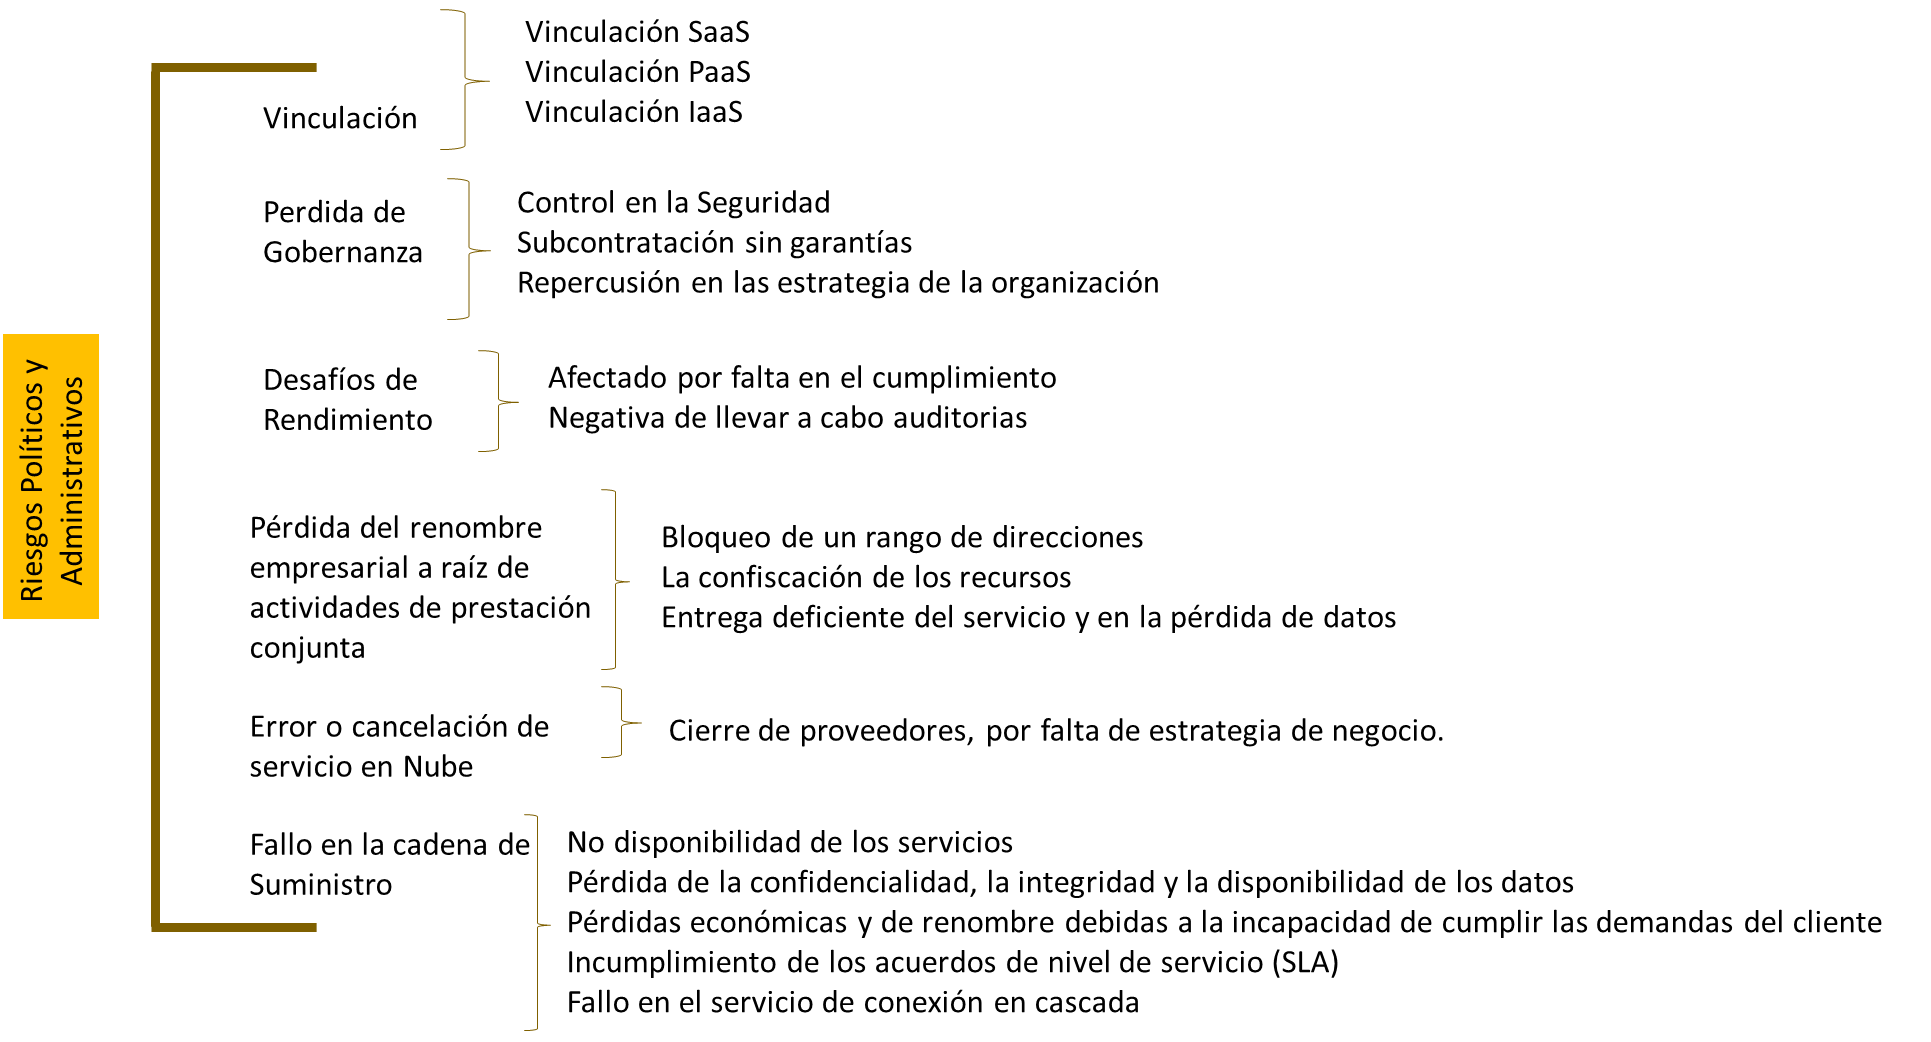 Riesgos Políticos y
Administrativos
Vinculación
Vinculación SaaS
Vinculación PaaS
Vinculación IaaS
Perdida de
Gobernanza
Control en la Seguridad
Subcontratación sin garantías
Repercusión en las estrategia de la organización
Desafíos de
Rendimiento
Afectado por falta en el cumplimiento
Negativa de llevar a cabo auditorias
Pérdida del renombre
empresarial a raíz de
actividades de prestación
conjunta
Bloqueo de un rango de direcciones
La confiscación de los recursos
Entrega deficiente del servicio y en la pérdida de datos
Error o cancelación de
servicio en Nube
Cierre de proveedores, por falta de estrategia de negocio.
Fallo en la cadena de
Suministro
No disponibilidad de los servicios
Pérdida de la confidencialidad, la integridad y la disponibilidad de los datos
Pérdidas económicas y de renombre debidas a la incapacidad de cumplir las demandas del cliente
Incumplimiento de los acuerdos de nivel de servicio (SLA)
Fallo en el servicio de conexión en cascada